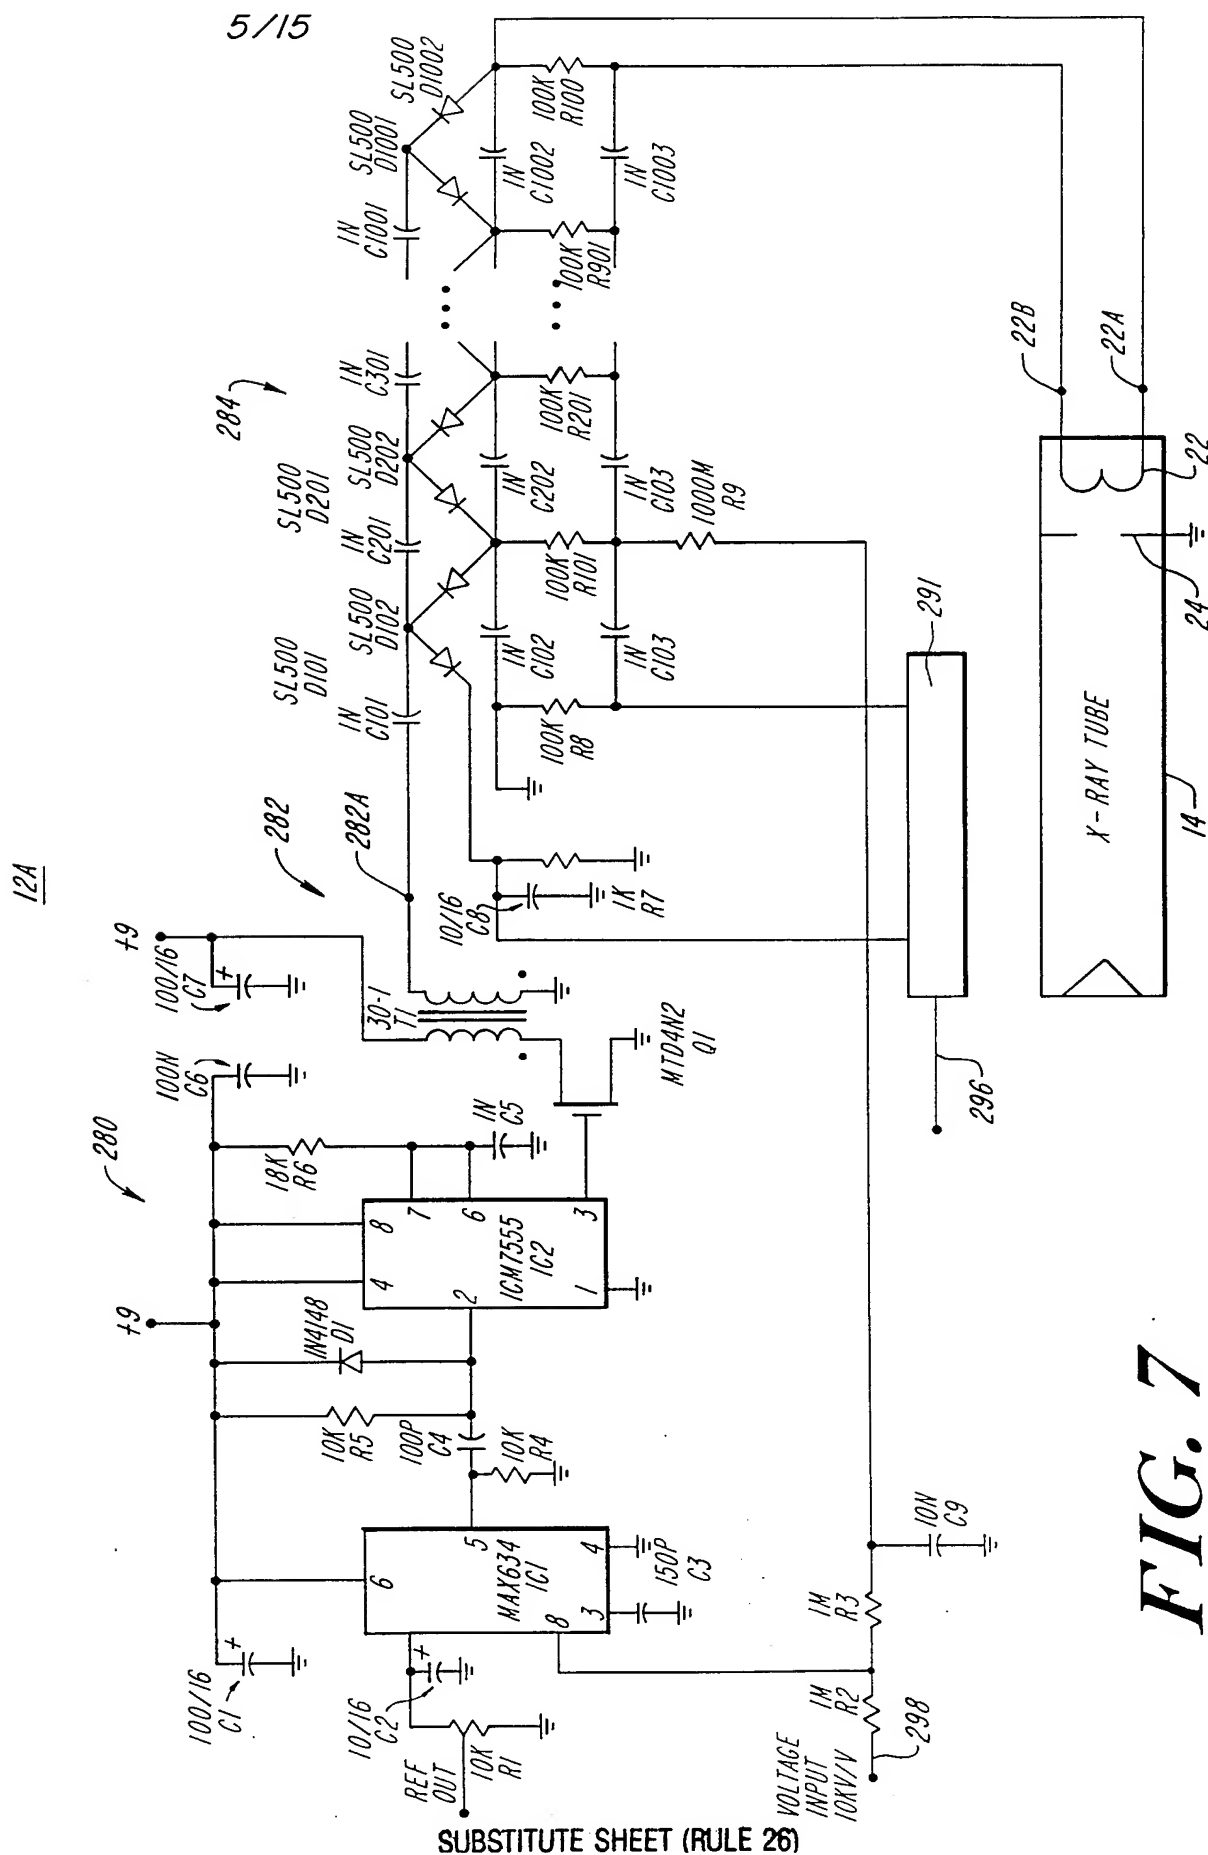 5/15
12A
280
282
284
+9
+9
100/16
C1
10/16
C2
REF
OUT
10K
R1
MAX634
IC1
6
5
4
3
8
150P
C3
10K
R4
100P
C4
10K
R5
1N4148
D1
ICM7555
IC2
4
8
7
6
2
3
1
18K
R6
1N
C5
100N
C6
100/16
C7
30-1
T1
MTD4N2
Q1
282A
10/16
C8
1K
R7
1N
C101
SL500
D101
SL500
D102
1N
C201
SL500
D201
SL500
D202
1N
C301
1N
C1001
SL500
D1001
SL500
D1002
1N
C102
1N
C202
1N
C1002
100K
R8
100K
R101
100K
R201
100K
R901
100K
R100
1N
C103
1N
C103
1N
C1003
1000M
R9
VOLTAGE
INPUT
10KV/V
298
1M
R2
1M
R3
10N
C9
291
296
X-RAY TUBE
14
24
22
22A
22B
FIG. 7
SUBSTITUTE SHEET (RULE 26)